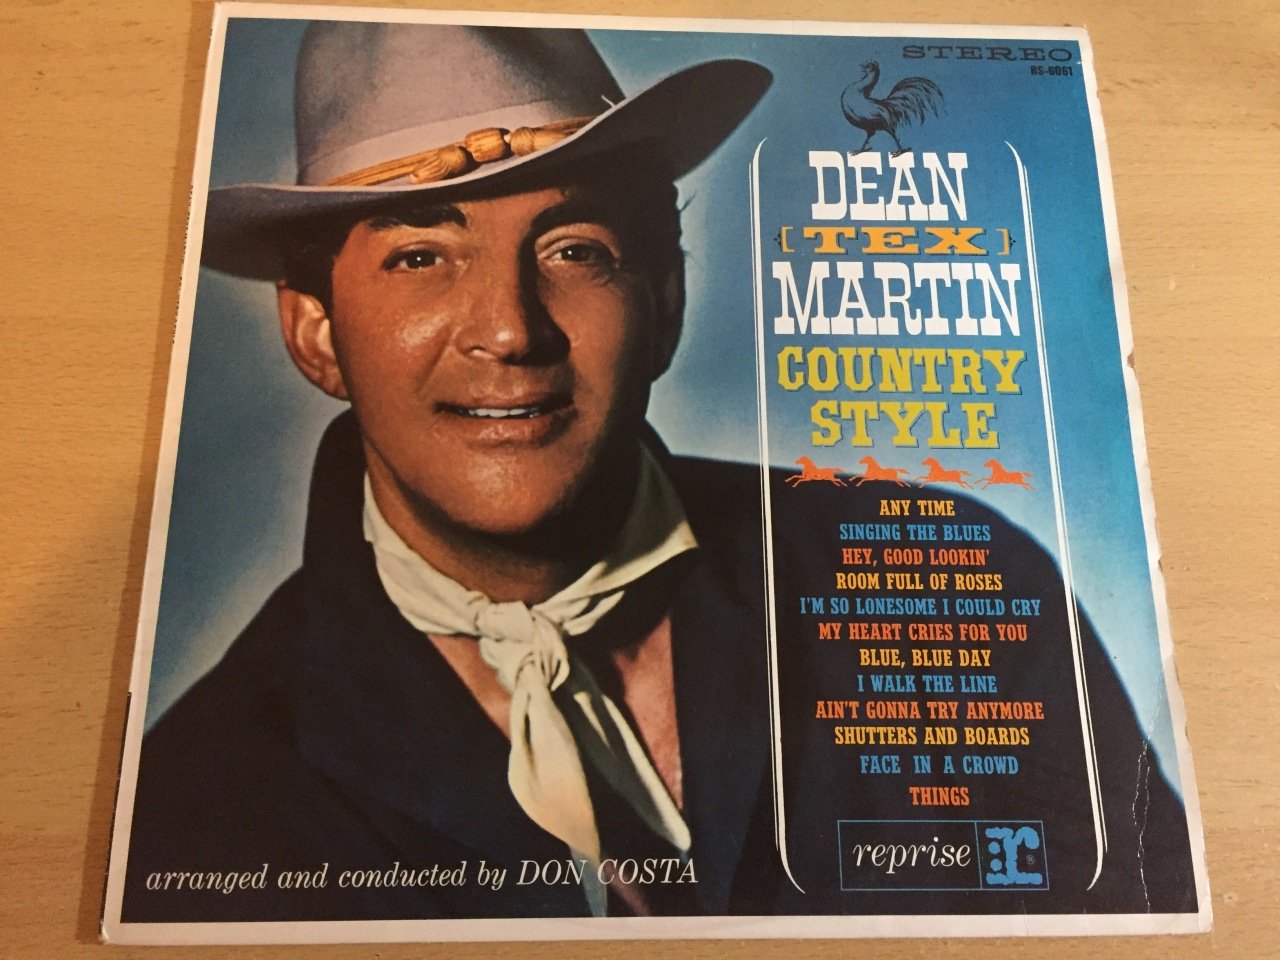 STEREO
RS-6061
DEAN
[TEX]
MARTIN
COUNTRY
STYLE
ANY TIME
SINGING THE BLUES
HEY, GOOD LOOKIN'
ROOM FULL OF ROSES
I'M SO LONESOME I COULD CRY
MY HEART CRIES FOR YOU
BLUE, BLUE DAY
I WALK THE LINE
AIN'T GONNA TRY ANYMORE
SHUTTERS AND BOARDS
FACE IN A CROWD
THINGS
reprise r®
arranged and conducted by DON COSTA